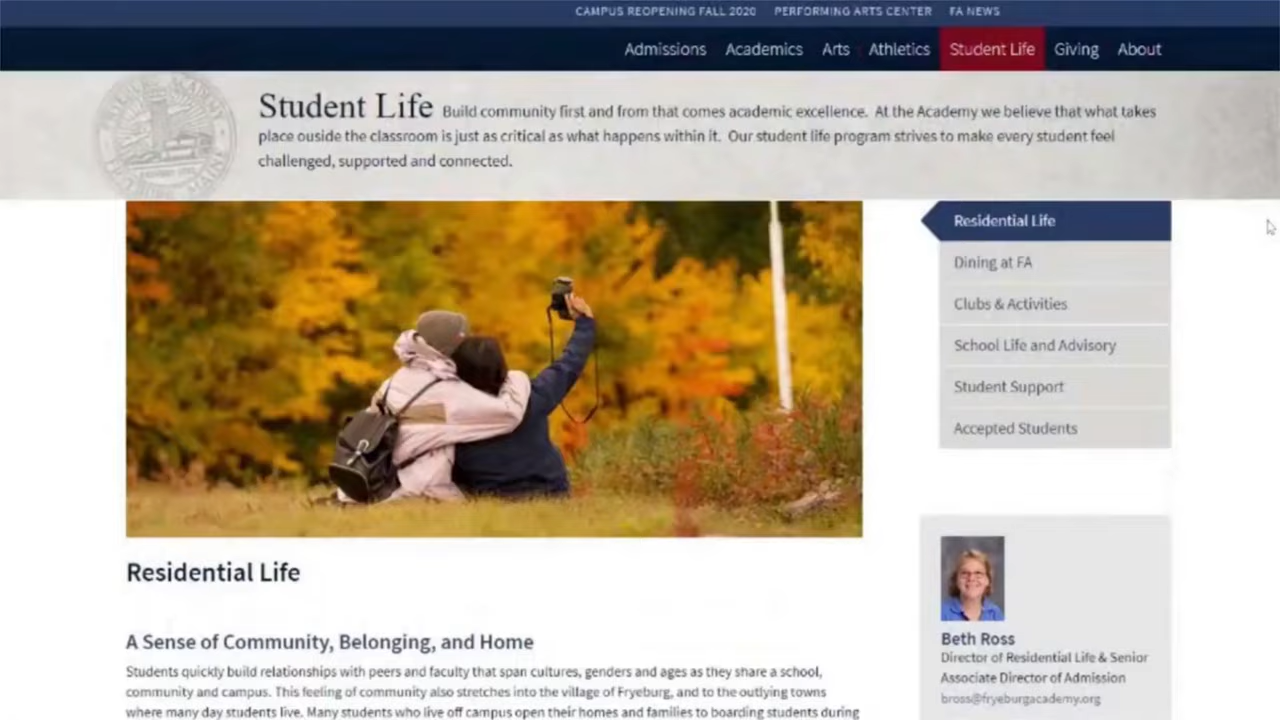 CAMPUS REOPENING FALL 2020 PERFORMING ARTS CENTER FA NEWS
Admissions Academics Arts Athletics Student Life Giving About
Student Life Build community first and from that comes academic excellence. At the Academy we believe that what takes
place ouside the classroom is just as critical as what happens within it. Our student life program strives to make every student feel
challenged, supported and connected.
Residential Life
Dining at FA
Clubs & Activities
School Life and Advisory
Student Support
Accepted Students
Residential Life
A Sense of Community, Belonging, and Home
Students quickly build relationships with peers and faculty that span cultures, genders and ages as they share a school,
community and campus. This feeling of community also stretches into the village of Fryeburg, and to the outlying towns
where many day students live. Many students who live off campus open their homes and families to boarding students during
Beth Ross
Director of Residential Life & Senior
Associate Director of Admission
bross@fryeburgacademy.org